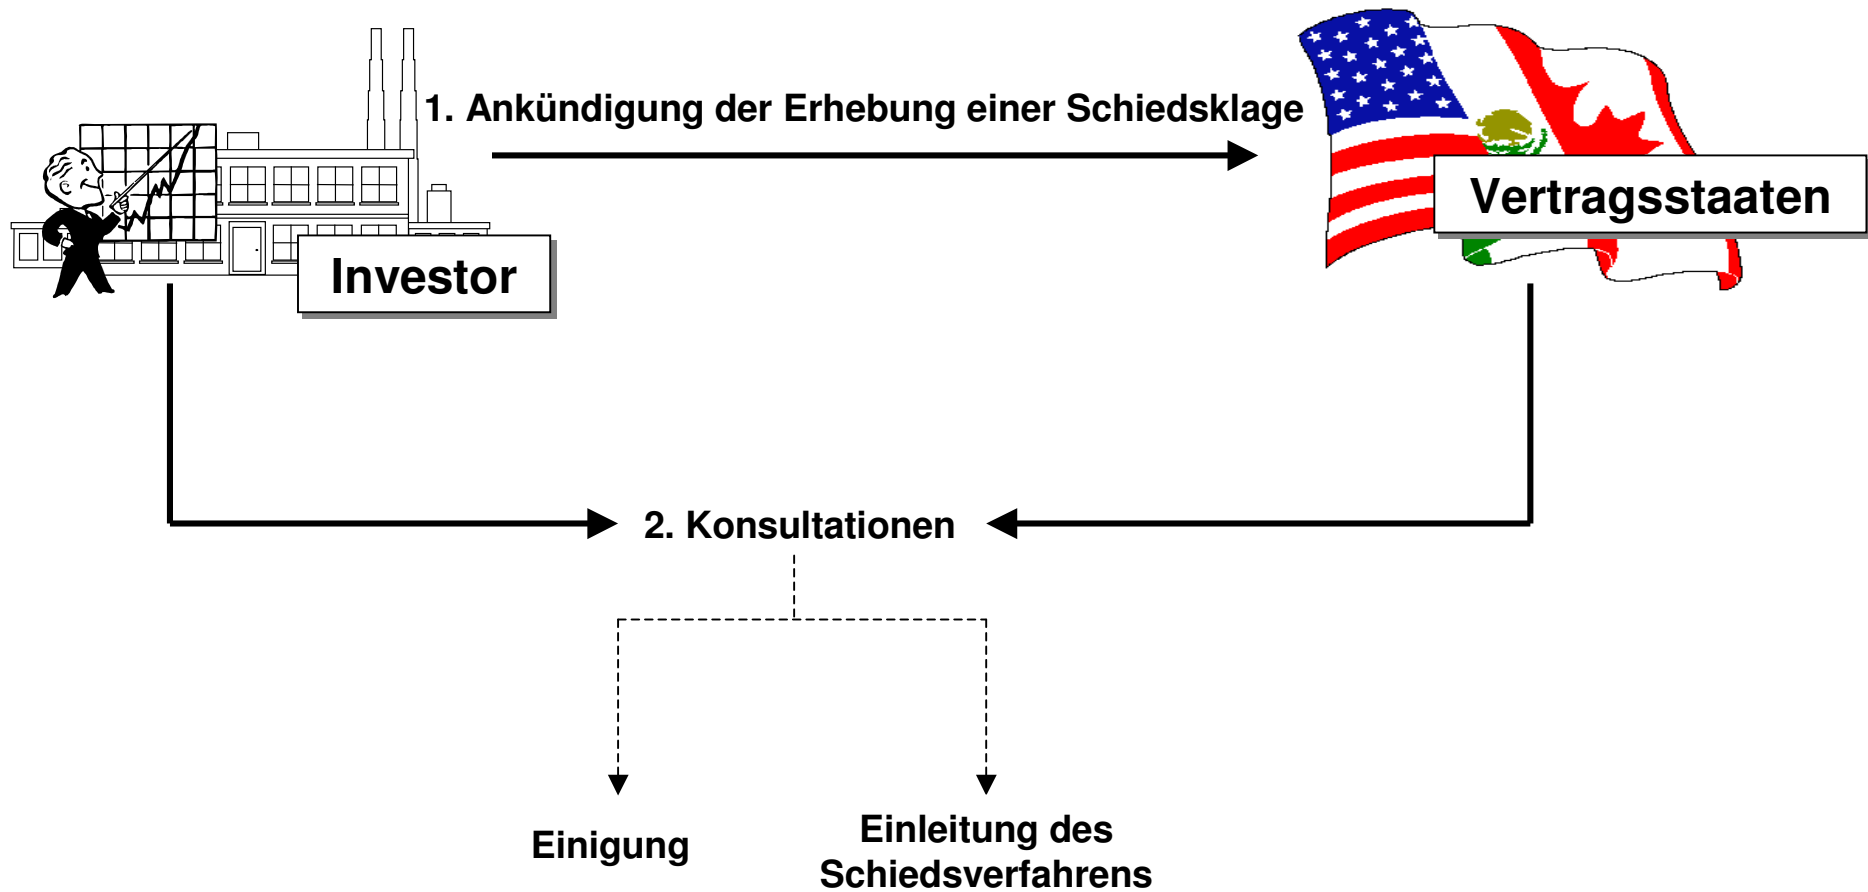 1. Ankündigung der Erhebung einer Schiedsklage
Vertragsstaaten
Investor
2. Konsultationen
Einigung
Einleitung des
Schiedsverfahrens